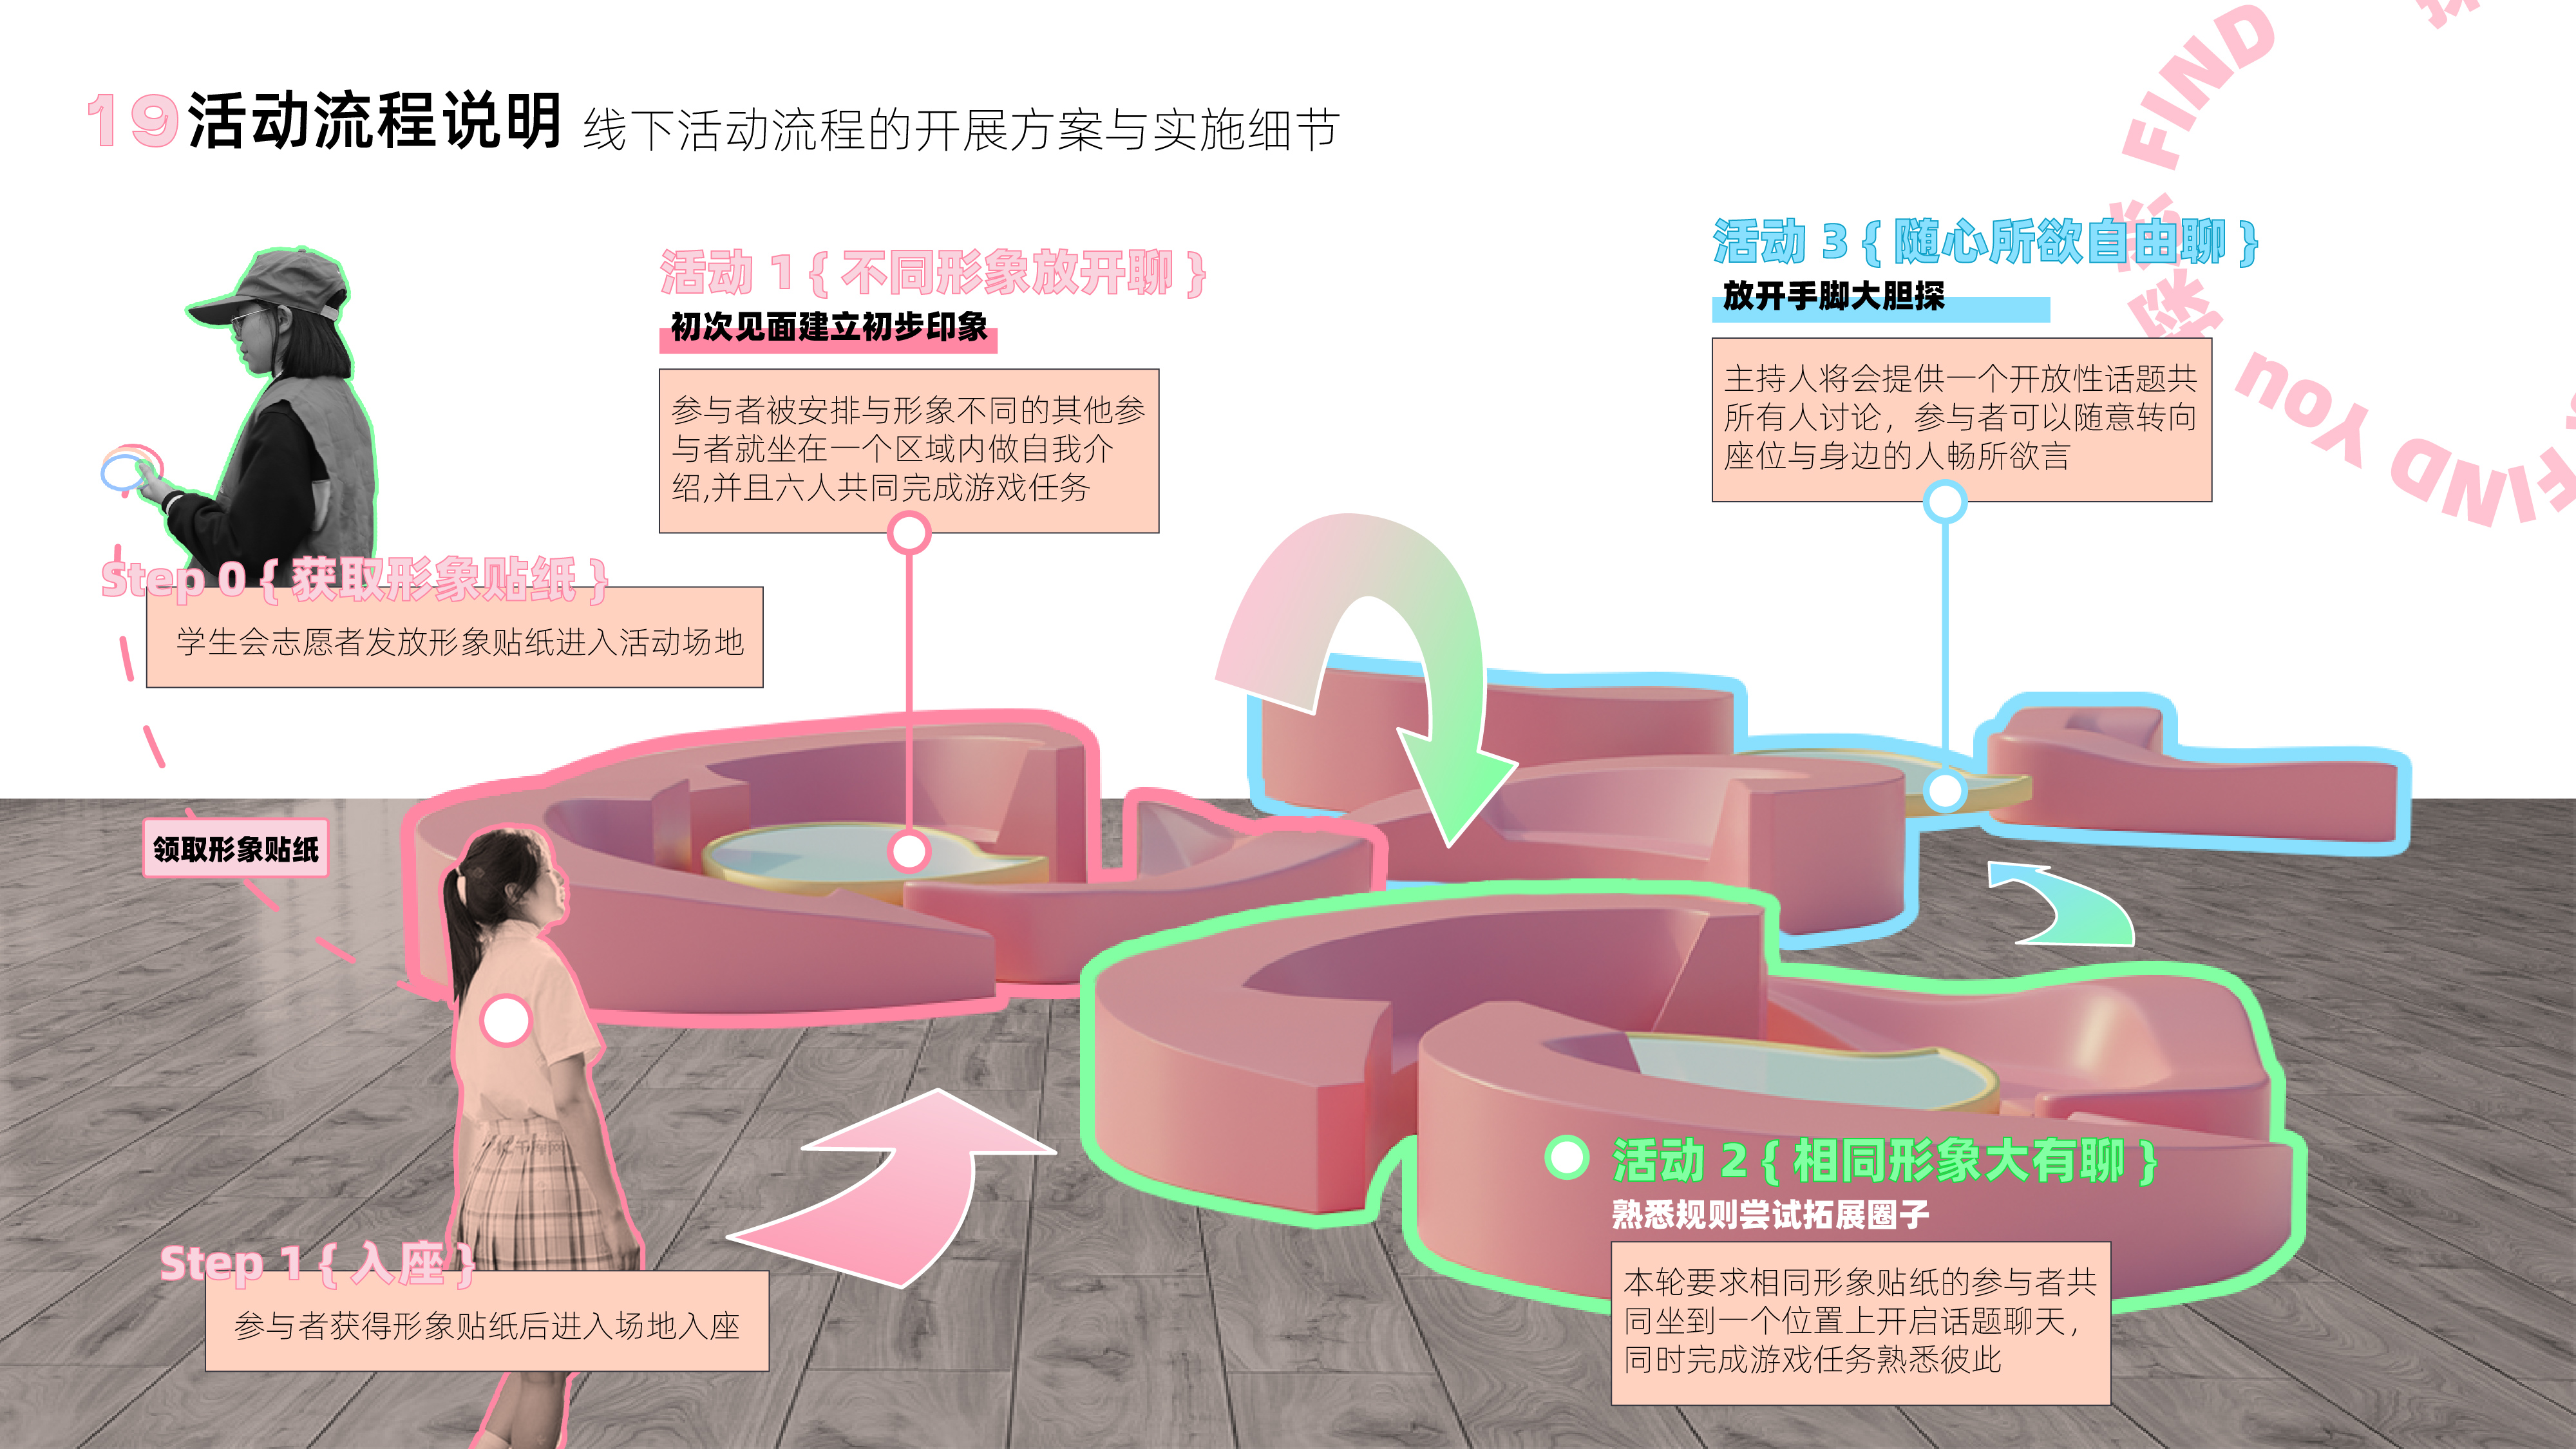 19活动流程说明 线下活动流程的开展方案与实施细节
FIND
探感
FIND You
活动 1 { 不同形象放开聊 }
初次见面建立初步印象
参与者被安排与形象不同的其他参
与者就坐在一个区域内做自我介
绍,并且六人共同完成游戏任务
活动 3 { 随心所欲自由聊 }
放开手脚大胆探
主持人将会提供一个开放性话题共
所有人讨论，参与者可以随意转向
座位与身边的人畅所欲言
Step 0 { 获取形象贴纸 }
学生会志愿者发放形象贴纸进入活动场地
领取形象贴纸
Step 1 { 入座 }
参与者获得形象贴纸后进入场地入座
活动 2 { 相同形象大有聊 }
熟悉规则尝试拓展圈子
本轮要求相同形象贴纸的参与者共
同坐到一个位置上开启话题聊天，
同时完成游戏任务熟悉彼此